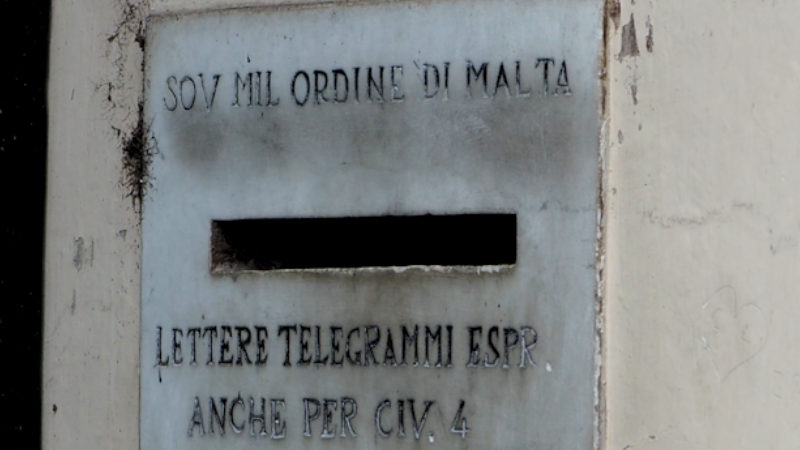 SOV MIL ORDINE DI MALTA
LETTERE TELEGRAMMI ESPR.
ANCHE PER CIV. 4